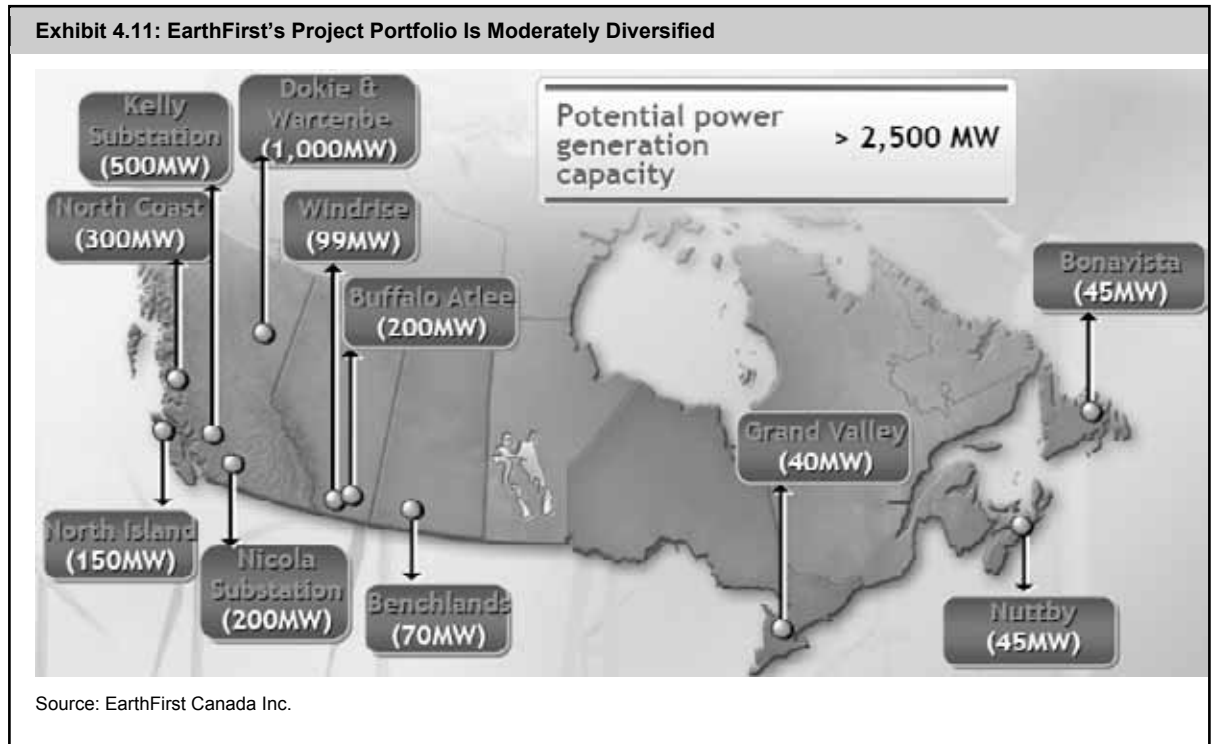 Exhibit 4.11: EarthFirst's Project Portfolio Is Moderately Diversified
Kelly
Substation
(500MW)
Dokie &
Wartenbe
(1,000MW)
Potential power
generation
capacity
> 2,500 MW
North Coast
(300MW)
Windrise
(99MW)
Buffalo Atlee
(200MW)
Bonavista
(45MW)
Grand Valley
(40MW)
North Island
(150MW)
Nicola
Substation
(200MW)
Benchlands
(70MW)
Nuttby
(45MW)
Source: EarthFirst Canada Inc.